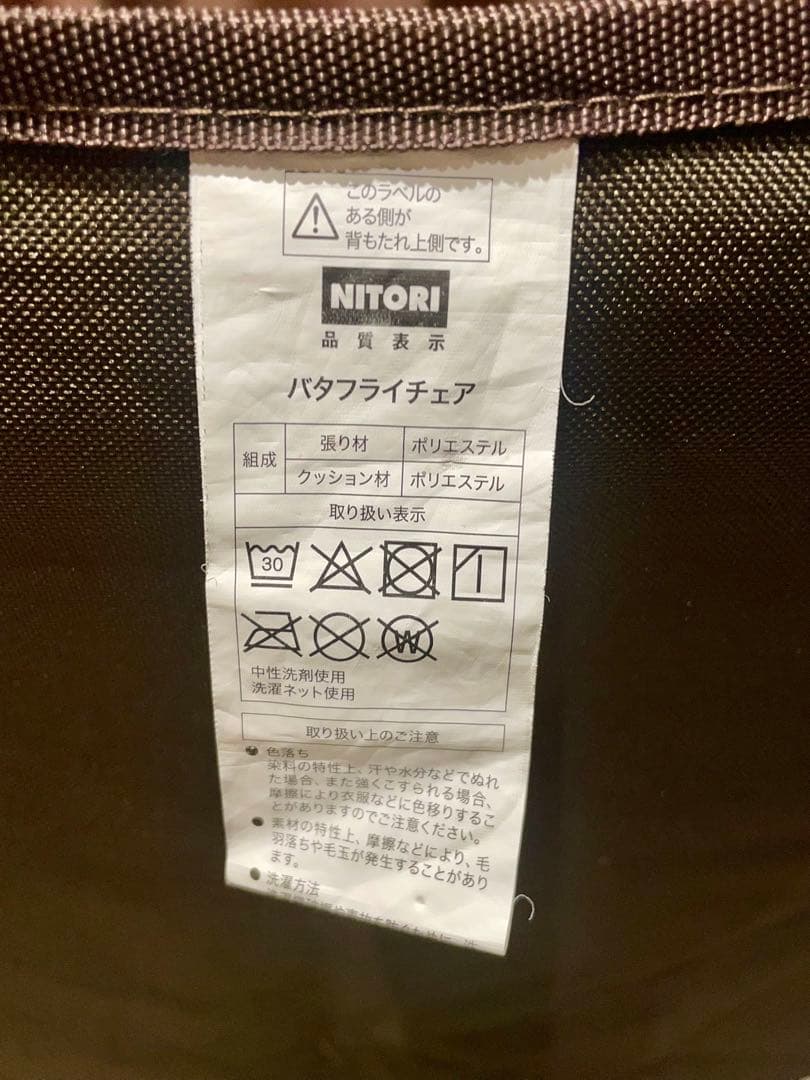 このラベルの
ある側が
背もたれ上側です。
NITORI
品質表示
バタフライチェア
組成 張り材 ポリエステル
クッション材 ポリエステル
取り扱い表示
30
W
中性洗剤使用
洗濯ネット使用
取り扱い上のご注意
● 色落ち
染料の特性上、汗や水分などでぬれ
た場合、また強くこすられる場合、
摩擦により衣服などに色移りするこ
とがありますのでご注意ください。
● 素材の特性上、摩擦などにより、毛
羽落ちや毛玉が発生することがあり
ます。
● 洗濯方法